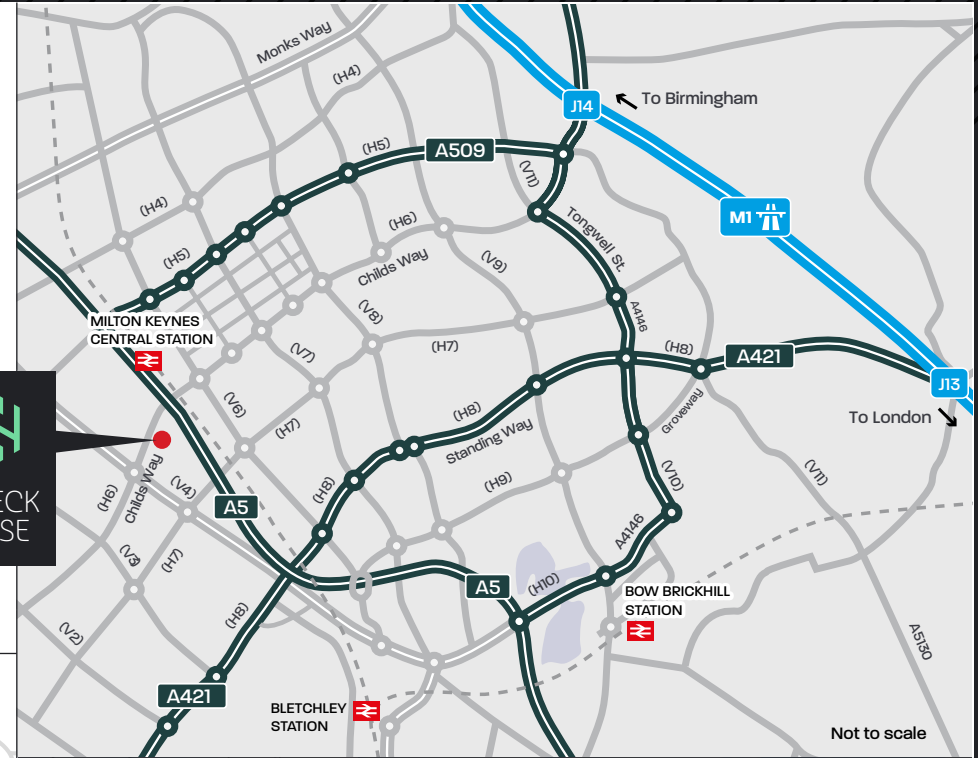 Monks Way
(H4)
J14
To Birmingham
(H5)
A509
(V11)
M1
(H4)
(H6)
Tongwell St.
(H5)
Childs Way
(V9)
(V8)
A4146
MILTON KEYNES
CENTRAL STATION
(V7)
(H7)
(H8)
A421
J13
To London
(V6)
(H7)
(H8)
Standing Way
Groveway
ECK
SE
Childs Way
(H6)
(V4)
(H8)
(H9)
(V10)
(V11)
A5
(V3)
(H7)
A4146
A5
(H10)
(H8)
BOW BRICKHILL
STATION
(V2)
A5130
A421
BLETCHLEY
STATION
Not to scale